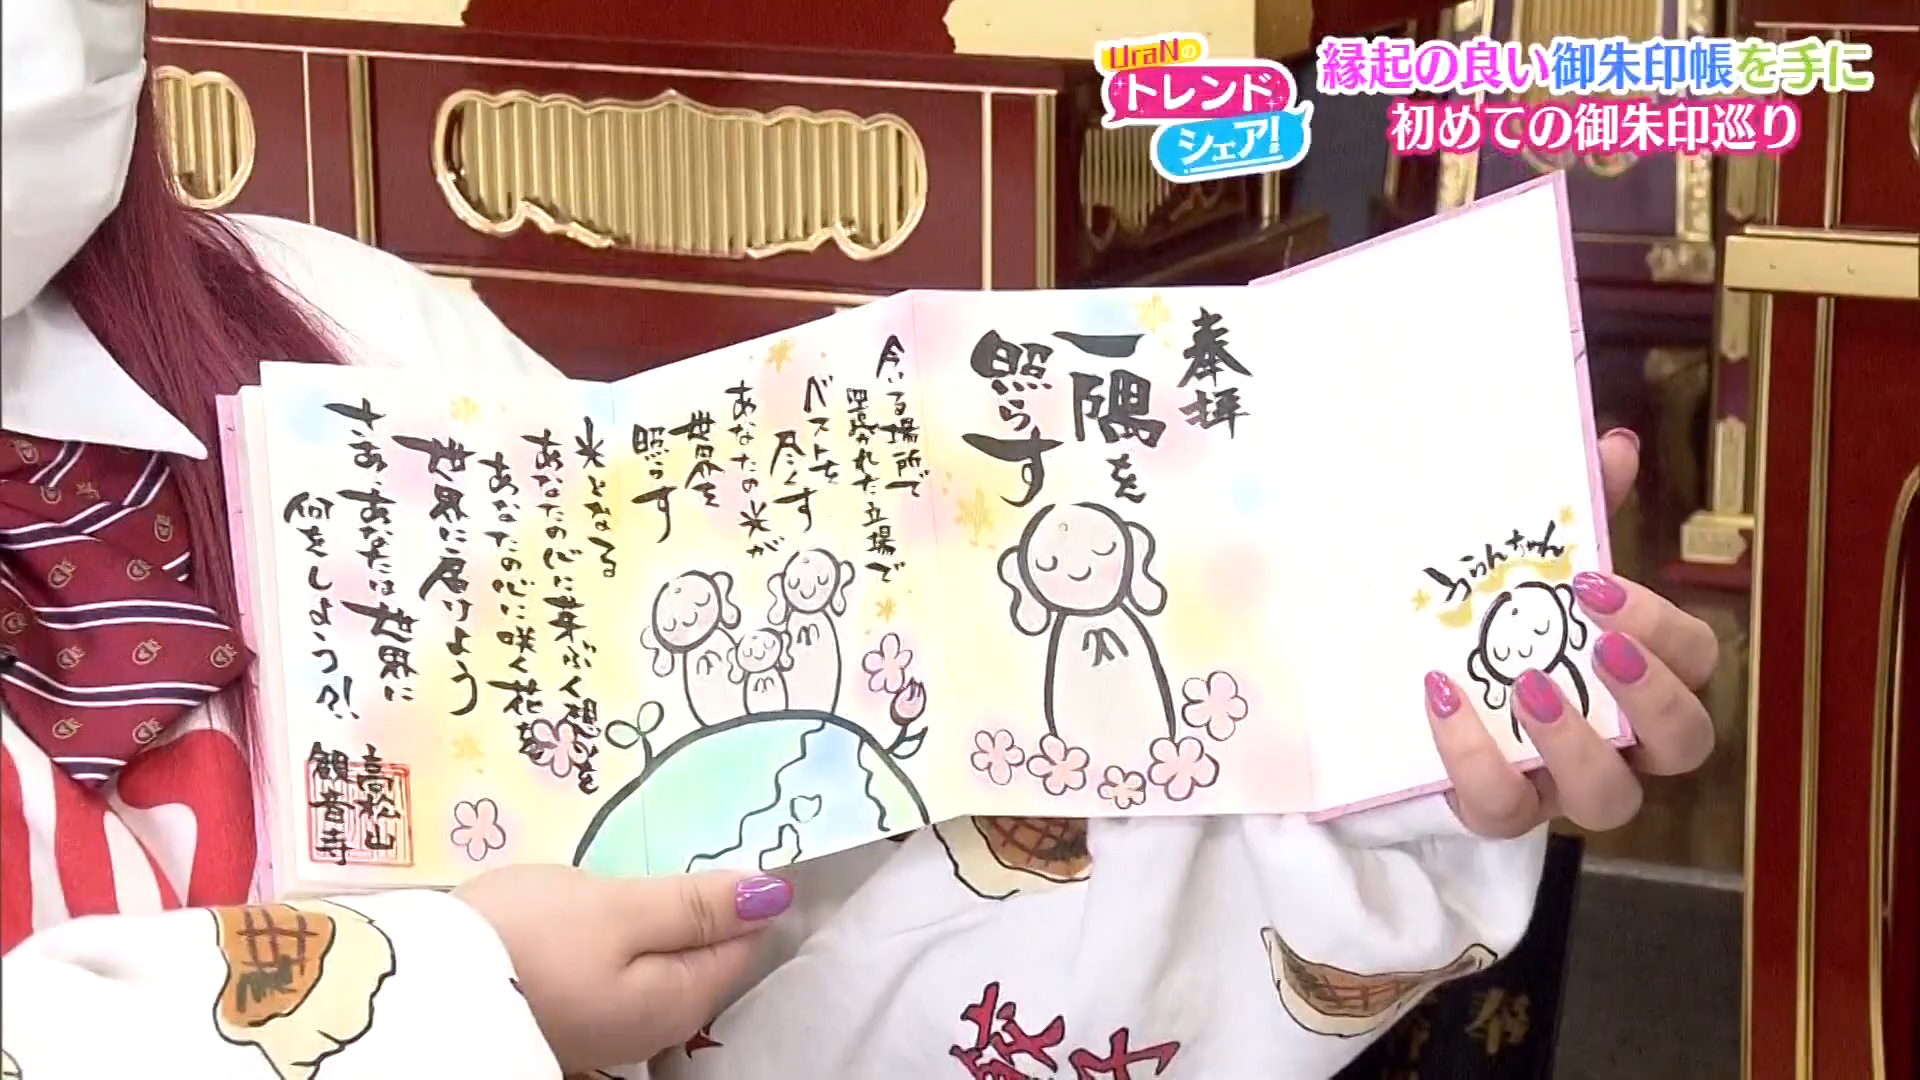 UraNの
トレンド
シェア!
縁起の良い御朱印帳を手に
初めての御朱印巡り
奉拝
一隅を
照らす
今いる場所で
置かれた立場で
ベストを
尽くす
あなたの光が
世界を
照らす
光となる
あなたの心に芽ぶく想いを
あなたの心に咲く花を
世界に届けよう
さあ、あなたは世界に
何をしようう?!
高松山
観音寺
うらんちゃん
餃子